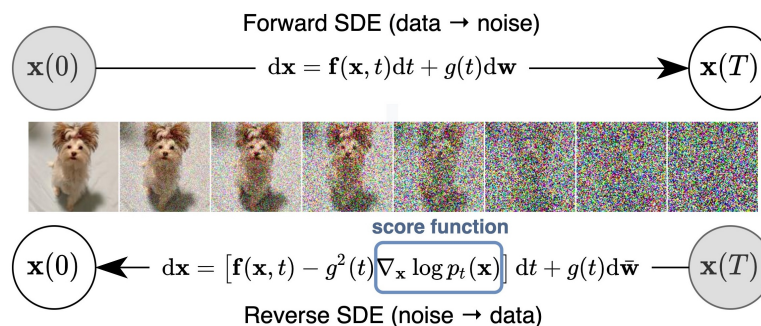 Forward SDE (data → noise)
x(0) dx = f(x, t)dt + g(t)dw x(T)
score function
x(0) dx = [f(x, t) − g²(t)∇ₓ log pₜ(x)] dt + g(t)dw̄ x(T)
Reverse SDE (noise → data)